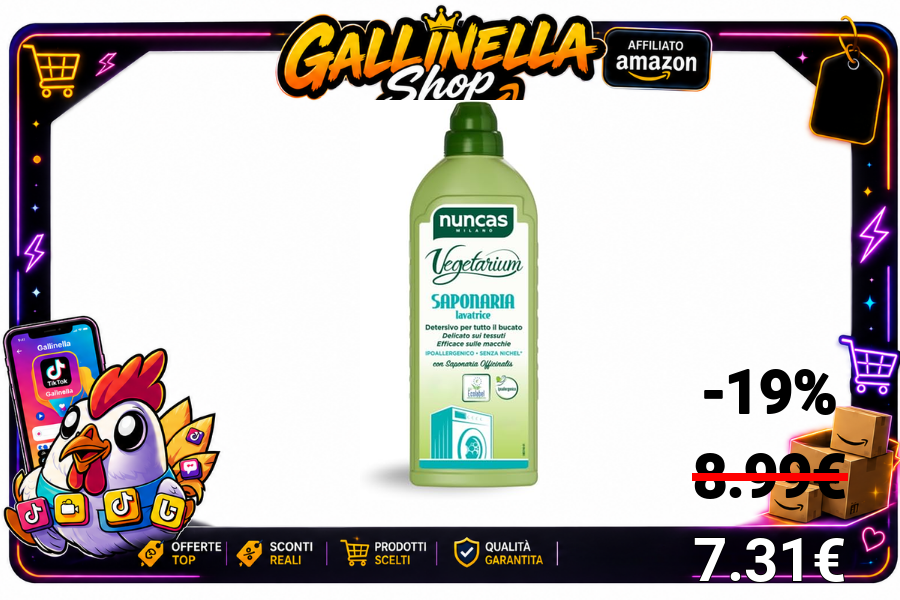 GALLINELLA
Shop
AFFILIATO
amazon
nuncas
MILANO
Vegetarium
SAPONARIA
lavatrice
Detersivo per tutto il bucato
Delicato sui tessuti
Efficace sulle macchie
IPOALLERGENICO • SENZA NICHEL*
con Saponaria Officinalis
Ecolabel
Gallinella
TikTok
Gallinella
-19%
8.99€
7.31€
OFFERTE
TOP
SCONTI
REALI
PRODOTTI
SCELTI
QUALITÀ
GARANTITA